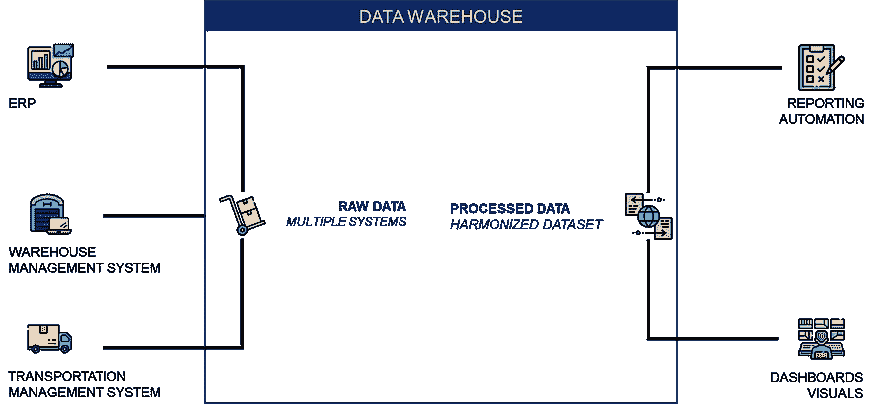 DATA WAREHOUSE
ERP
WAREHOUSE
MANAGEMENT SYSTEM
TRANSPORTATION
MANAGEMENT SYSTEM
RAW DATA
MULTIPLE SYSTEMS
PROCESSED DATA
HARMONIZED DATASET
REPORTING
AUTOMATION
DASHBOARDS
VISUALS